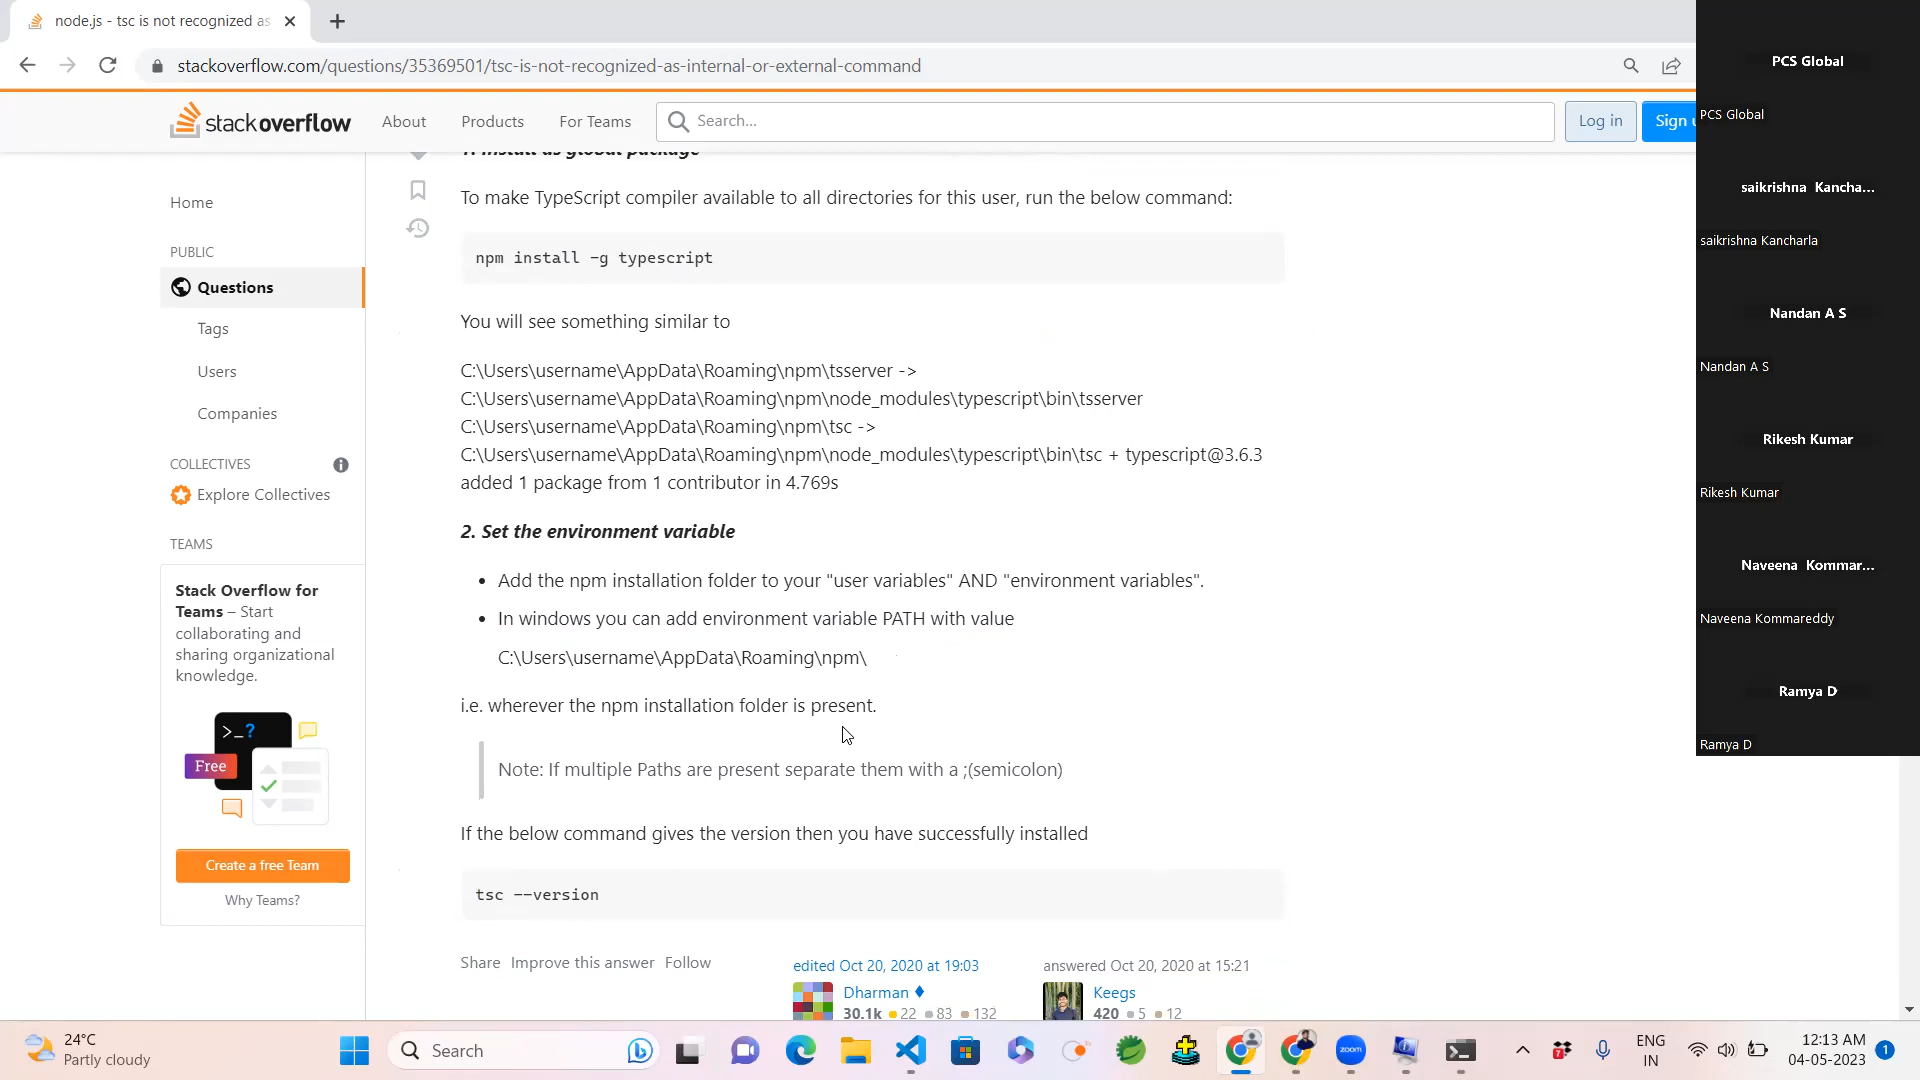 node.js - tsc is not recognized as
stackoverflow.com/questions/35369501/tsc-is-not-recognized-as-internal-or-external-command
stackoverflow
About
Products
For Teams
Search...
Log in
Sign
Home
PUBLIC
Questions
Tags
Users
Companies
COLLECTIVES
Explore Collectives
TEAMS
Stack Overflow for
Teams – Start
collaborating and
sharing organizational
knowledge.
>_?
Free
Create a free Team
Why Teams?
1. Install as global package
To make TypeScript compiler available to all directories for this user, run the below command:
npm install -g typescript
You will see something similar to
C:\Users\username\AppData\Roaming\npm\tsserver ->
C:\Users\username\AppData\Roaming\npm\node_modules\typescript\bin\tsserver
C:\Users\username\AppData\Roaming\npm\tsc ->
C:\Users\username\AppData\Roaming\npm\node_modules\typescript\bin\tsc + typescript@3.6.3
added 1 package from 1 contributor in 4.769s
2. Set the environment variable
• Add the npm installation folder to your "user variables" AND "environment variables".
• In windows you can add environment variable PATH with value
C:\Users\username\AppData\Roaming\npm\
i.e. wherever the npm installation folder is present.
Note: If multiple Paths are present separate them with a ;(semicolon)
If the below command gives the version then you have successfully installed
tsc --version
Share Improve this answer Follow
edited Oct 20, 2020 at 19:03
Dharman
30.1k 22 83 132
answered Oct 20, 2020 at 15:21
Keegs
420 5 12
PCS Global
PCS Global
saikrishna Kancha...
saikrishna Kancharla
Nandan A S
Nandan A S
Rikesh Kumar
Rikesh Kumar
Naveena Kommar...
Naveena Kommareddy
Ramya D
Ramya D
24°C
Partly cloudy
Search
zoom
7
ENG
IN
12:13 AM
04-05-2023
1